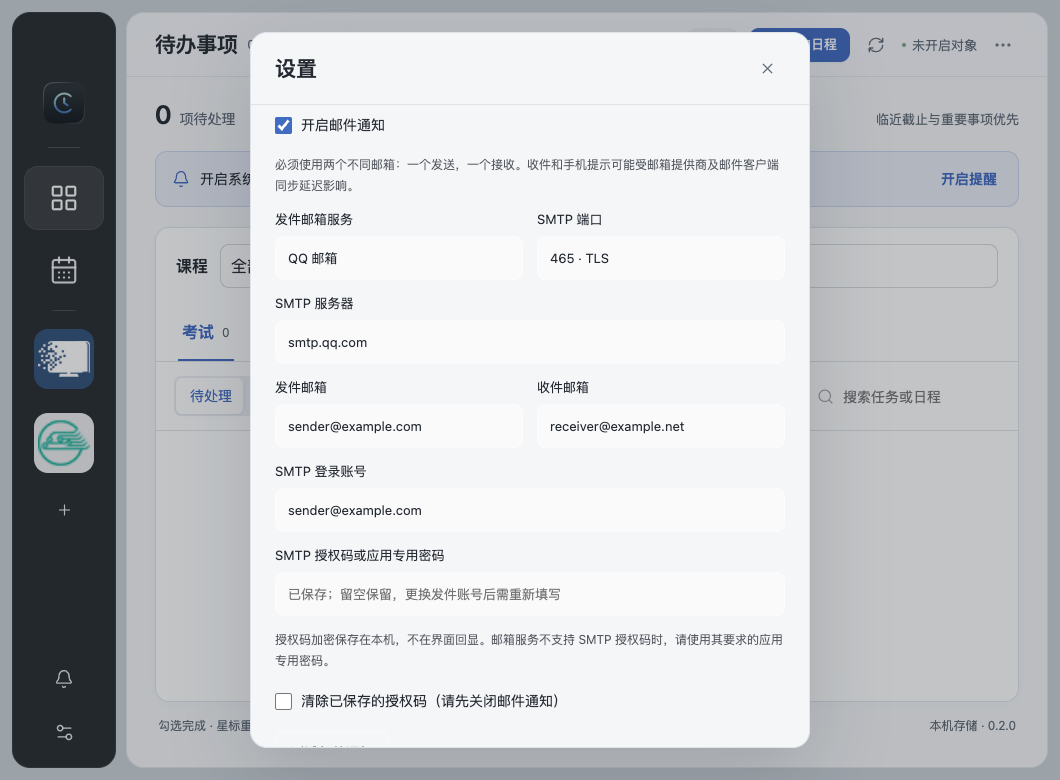 待办事项
日程
未开启对象
0 项待处理
临近截止与重要事项优先
开启系统
开启提醒
课程
全部
考试 0
待处理
搜索任务或日程
勾选完成 · 星标重
本机存储 · 0.2.0
设置
开启邮件通知
必须使用两个不同邮箱：一个发送，一个接收。收件和手机提示可能受邮箱提供商及邮件客户端
同步延迟影响。
发件邮箱服务
SMTP 端口
QQ 邮箱
465 · TLS
SMTP 服务器
smtp.qq.com
发件邮箱
收件邮箱
sender@example.com
receiver@example.net
SMTP 登录账号
sender@example.com
SMTP 授权码或应用专用密码
已保存；留空保留，更换发件账号后需重新填写
授权码加密保存在本机，不在界面回显。邮箱服务不支持 SMTP 授权码时，请使用其要求的应用
专用密码。
清除已保存的授权码（请先关闭邮件通知）